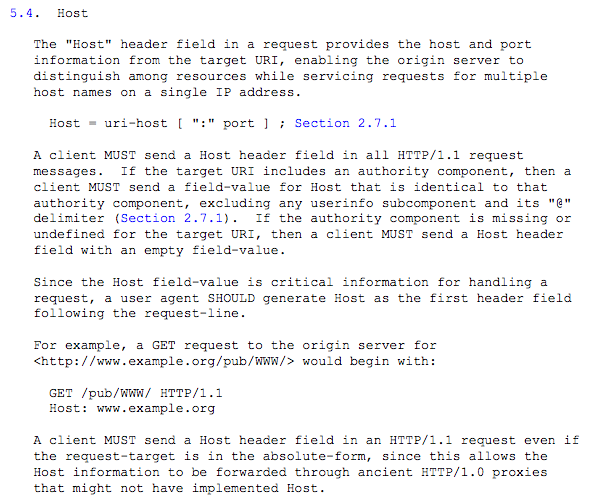 5.4.  Host
The "Host" header field in a request provides the host and port
information from the target URI, enabling the origin server to
distinguish among resources while servicing requests for multiple
host names on a single IP address.
Host = uri-host [ ":" port ] ; Section 2.7.1
A client MUST send a Host header field in all HTTP/1.1 request
messages.  If the target URI includes an authority component, then a
client MUST send a field-value for Host that is identical to that
authority component, excluding any userinfo subcomponent and its "@"
delimiter (Section 2.7.1).  If the authority component is missing or
undefined for the target URI, then a client MUST send a Host header
field with an empty field-value.
Since the Host field-value is critical information for handling a
request, a user agent SHOULD generate Host as the first header field
following the request-line.
For example, a GET request to the origin server for
<http://www.example.org/pub/WWW/> would begin with:
GET /pub/WWW/ HTTP/1.1
Host: www.example.org
A client MUST send a Host header field in an HTTP/1.1 request even if
the request-target is in the absolute-form, since this allows the
Host information to be forwarded through ancient HTTP/1.0 proxies
that might not have implemented Host.